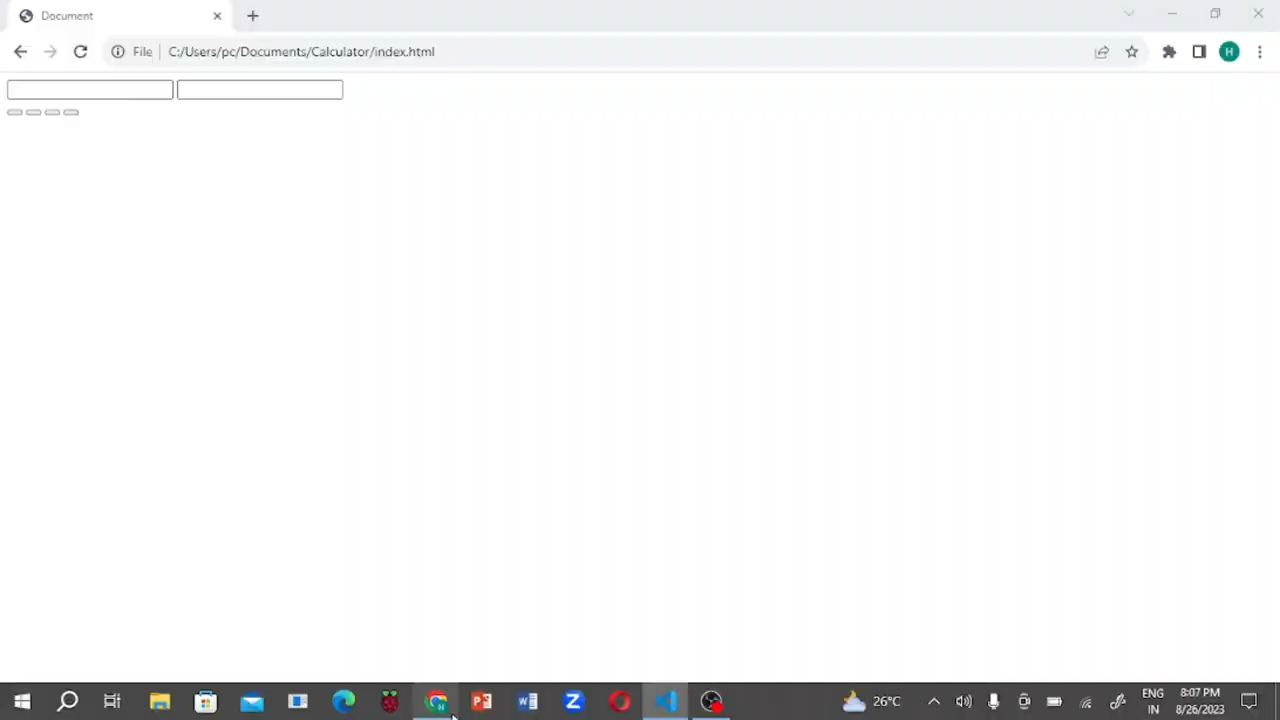 Document
File
C:/Users/pc/Documents/Calculator/index.html
H
26°C
ENG
IN
8:07 PM
8/26/2023